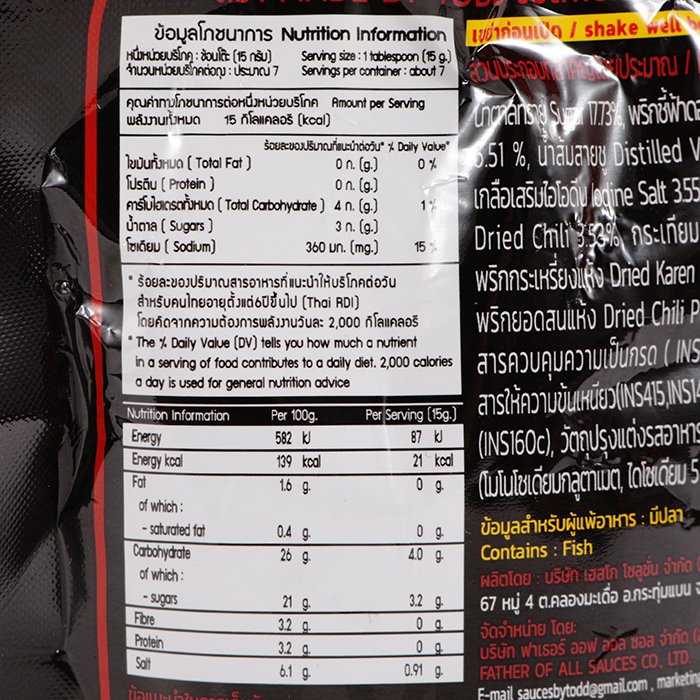 ข้อมูลโภชนาการ Nutrition Information
หนึ่งหน่วยบริโภค : ช้อนโต๊ะ (15 กรัม) Serving size : 1 tablespoon (15 g.)
จำนวนหน่วยบริโภคต่อถุง : ประมาณ 7 Servings per container : about 7
คุณค่าทางโภชนาการต่อหนึ่งหน่วยบริโภค Amount per Serving
พลังงานทั้งหมด 15 กิโลแคลอรี (kcal)
ร้อยละของปริมาณที่แนะนำต่อวัน* % Daily Value*
ไขมันทั้งหมด ( Total Fat ) 0 ก. (g.) 0 %
โปรตีน ( Protein ) 0 ก. (g.)
คาร์โบไฮเดรตทั้งหมด ( Total Carbohydrate ) 4 ก. (g.) 1 %
น้ำตาล ( Sugars ) 3 ก. (g.)
โซเดียม ( Sodium) 360 มก. (mg.) 15 %
* ร้อยละของปริมาณสารอาหารที่แนะนำให้บริโภคต่อวัน
สำหรับคนไทยอายุตั้งแต่6ปีขึ้นไป (Thai RDI)
โดยคิดจากความต้องการพลังงานวันละ 2,000 กิโลแคลอรี
* The % Daily Value (DV) tells you how much a nutrient
in a serving of food contributes to a daily diet. 2,000 calories
a day is used for general nutrition advice
Nutrition Information Per 100g. Per Serving (15g.)
Energy 582 kJ 87 kJ
Energy kcal 139 kcal 21 kcal
Fat 1.6 g. 0 g.
of which :
- saturated fat 0.4 g. 0 g.
Carbohydrate 26 g. 4.0 g.
of which :
- sugars 21 g. 3.2 g.
Fibre 3.2 g. 0 g.
Protein 3.2 g. 0 g.
Salt 6.1 g. 0.91 g.
เขย่าก่อนเปิด / shake well
น้ำตาลทราย Sugar 17.73%, พริกชี้ฟ้า
5.51 %, น้ำส้มสายชู Distilled
เกลือเสริมไอโอดีน Iodine Salt 3.55
Dried Chili 3.53% กระเทียม
พริกกระเหรี่ยงแห้ง Dried Karen
พริกยอดสนแห้ง Dried Chili
สารควบคุมความเป็นกรด ( INS
สารให้ความข้นเหนียว(INS415,
(INS160c), วัตถุปรุงแต่งรสอาหาร
(โมโนโซเดียมกลูตาเมต, ไดโซเดียม 5
ข้อมูลสำหรับผู้แพ้อาหาร : มีปลา
Contains : Fish
ผลิตโดย : บริษัท เฮสโก โซลูชั่น จำกัด
67 หมู่ 4 ต.คลองมะเดื่อ อ.กระทุ่มแบน
จัดจำหน่าย โดย:
บริษัท ฟาเธอร์ ออฟ ออล ซอส จำกัด
FATHER OF ALL SAUCES CO., LTD.
E-mail saucesbytodd@gmail.com ,